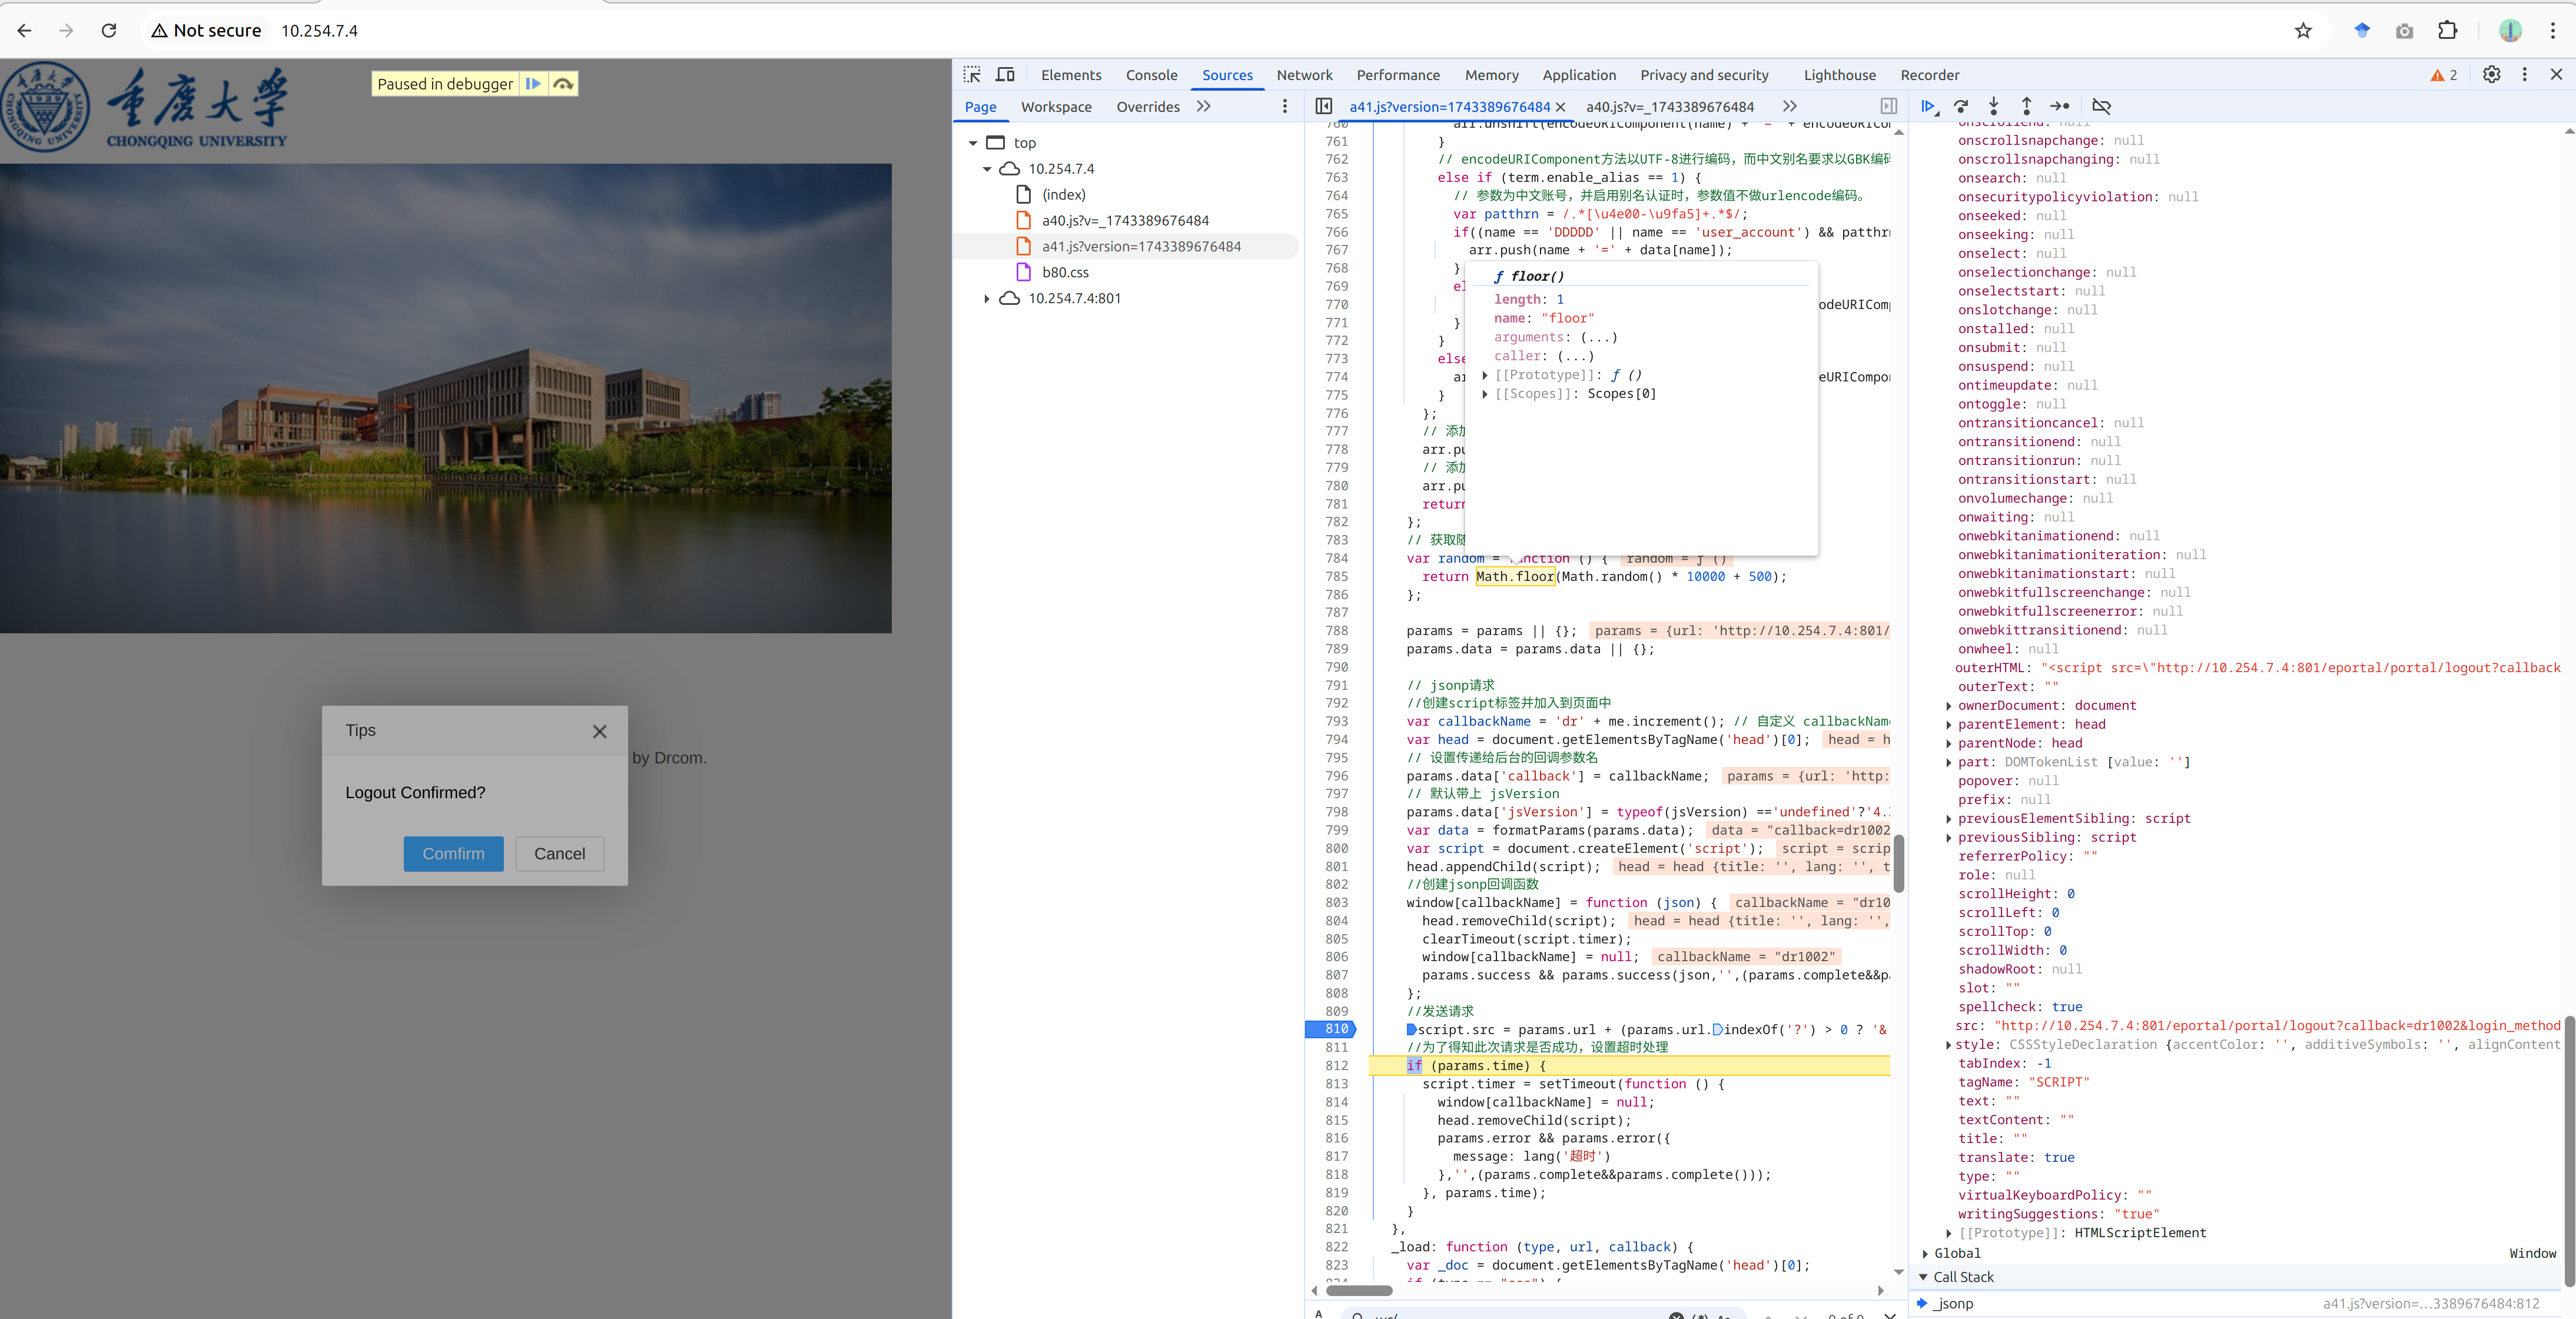 Not secure 10.254.7.4
重庆大学
CHONGQING UNIVERSITY
Paused in debugger
Tips
by Drcom.
Logout Confirmed?
Comfirm Cancel
Elements Console Sources Network Performance Memory Application Privacy and security Lighthouse Recorder 2
Page Workspace Overrides
top
10.254.7.4
(index)
a40.js?v=_1743389676484
a41.js?version=1743389676484
b80.css
10.254.7.4:801
a41.js?version=1743389676484 a40.js?v=_1743389676484
760 arr.unshift(encodeURIComponent(name) + '=' + encodeURICom
761 }
762 // encodeURIComponent方法以UTF-8进行编码，而中文别名要求以GBK编码
763 else if (term.enable_alias == 1) {
764 // 参数为中文账号，并启用别名认证时，参数值不做urlencode编码。
765 var patthrn = /.*[\u4e00-\u9fa5]+.*$/;
766 if((name == 'DDDDD' || name == 'user_account') && patthrn
767 arr.push(name + '=' + data[name]);
768 }
769 el
770 odeURICom
771 }
772 }
773 else
774 ar eURICompo
775 }
776 };
777 // 添加
778 arr.pu
779 // 添加
780 arr.pu
781 return
782 };
783 // 获取随
784 var random = function () { random = ƒ ()
785 return Math.floor(Math.random() * 10000 + 500);
786 };
787
788 params = params || {}; params = {url: 'http://10.254.7.4:801/
789 params.data = params.data || {};
790
791 // jsonp请求
792 //创建script标签并加入到页面中
793 var callbackName = 'dr' + me.increment(); // 自定义 callbackName
794 var head = document.getElementsByTagName('head')[0]; head = h
795 // 设置传递给后台的回调参数名
796 params.data['callback'] = callbackName; params = {url: 'http:
797 // 默认带上 jsVersion
798 params.data['jsVersion'] = typeof(jsVersion) =='undefined'?'4.
799 var data = formatParams(params.data); data = "callback=dr1002
800 var script = document.createElement('script'); script = scrip
801 head.appendChild(script); head = head {title: '', lang: '', t
802 //创建jsonp回调函数
803 window[callbackName] = function (json) { callbackName = "dr10
804 head.removeChild(script); head = head {title: '', lang: '',
805 clearTimeout(script.timer);
806 window[callbackName] = null; callbackName = "dr1002"
807 params.success && params.success(json,'',(params.complete&&p
808 };
809 //发送请求
810 script.src = params.url + (params.url.indexOf('?') > 0 ? '&
811 //为了得知此次请求是否成功，设置超时处理
812 if (params.time) {
813 script.timer = setTimeout(function () {
814 window[callbackName] = null;
815 head.removeChild(script);
816 params.error && params.error({
817 message: lang('超时')
818 },'',(params.complete&&params.complete()));
819 }, params.time);
820 }
821 },
822 _load: function (type, url, callback) {
823 var _doc = document.getElementsByTagName('head')[0];
824 if (type == "css") {
ƒ floor()
length: 1
name: "floor"
arguments: (...)
caller: (...)
[[Prototype]]: ƒ ()
[[Scopes]]: Scopes[0]
onscrollend: null
onscrollsnapchange: null
onscrollsnapchanging: null
onsearch: null
onsecuritypolicyviolation: null
onseeked: null
onseeking: null
onselect: null
onselectionchange: null
onselectstart: null
onslotchange: null
onstalled: null
onsubmit: null
onsuspend: null
ontimeupdate: null
ontoggle: null
ontransitioncancel: null
ontransitionend: null
ontransitionrun: null
ontransitionstart: null
onvolumechange: null
onwaiting: null
onwebkitanimationend: null
onwebkitanimationiteration: null
onwebkitanimationstart: null
onwebkitfullscreenchange: null
onwebkitfullscreenerror: null
onwebkittransitionend: null
onwheel: null
outerHTML: "<script src=\"http://10.254.7.4:801/eportal/portal/logout?callback
outerText: ""
ownerDocument: document
parentElement: head
parentNode: head
part: DOMTokenList [value: '']
popover: null
prefix: null
previousElementSibling: script
previousSibling: script
referrerPolicy: ""
role: null
scrollHeight: 0
scrollLeft: 0
scrollTop: 0
scrollWidth: 0
shadowRoot: null
slot: ""
spellcheck: true
src: "http://10.254.7.4:801/eportal/portal/logout?callback=dr1002&login_method
style: CSSStyleDeclaration {accentColor: '', additiveSymbols: '', alignContent
tabIndex: -1
tagName: "SCRIPT"
text: ""
textContent: ""
title: ""
translate: true
type: ""
virtualKeyboardPolicy: ""
writingSuggestions: "true"
[[Prototype]]: HTMLScriptElement
Global Window
Call Stack
_jsonp a41.js?version=…3389676484:812